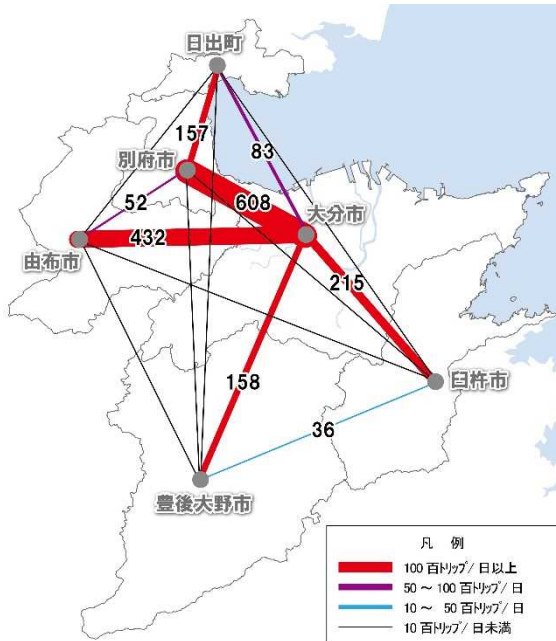 日出町
157
83
別府市
52
608
大分市
432
由布市
215
158
臼杵市
36
豊後大野市
凡 例
100 百トリップ/日以上
50 ～ 100 百トリップ/日
10 ～ 50 百トリップ/日
10 百トリップ/日未満